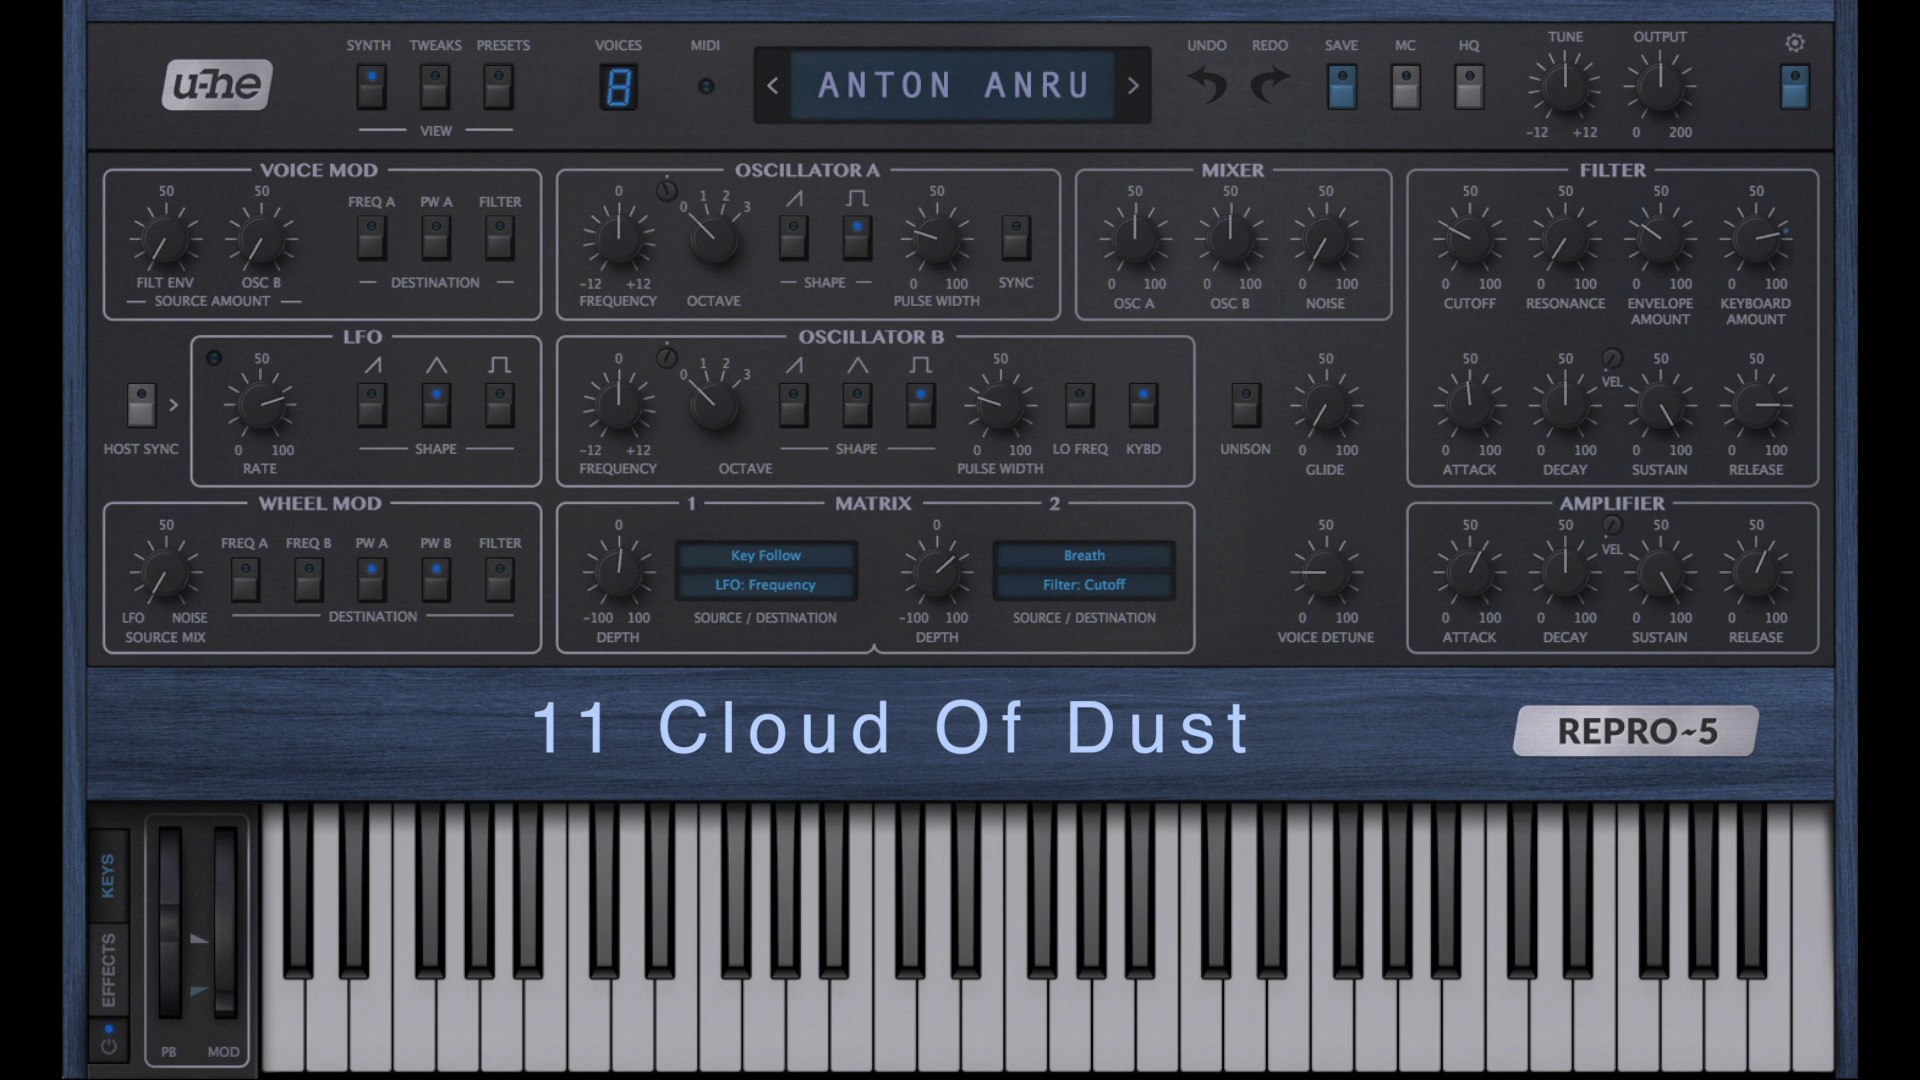 SYNTH TWEAKS PRESETS VOICES MIDI UNDO REDO SAVE MC HQ TUNE OUTPUT
u-he 8 < ANTON ANRU >
VIEW -12 +12 0 200
VOICE MOD OSCILLATOR A MIXER FILTER
50 50 FREQ A PW A FILTER 0 0 1 2 3 50 50 50 50 50 50 50 50
FILT ENV OSC B DESTINATION -12 +12 SHAPE 0 100 SYNC 0 100 0 100 0 100 0 100 0 100 0 100 0 100
SOURCE AMOUNT FREQUENCY OCTAVE PULSE WIDTH OSC A OSC B NOISE CUTOFF RESONANCE ENVELOPE AMOUNT KEYBOARD AMOUNT
LFO OSCILLATOR B
50 0 0 1 2 3 50 50 50 50 VEL 50 50
HOST SYNC > 0 100 SHAPE -12 +12 SHAPE 0 100 LO FREQ KYBD UNISON 0 100 0 100 0 100 0 100 0 100
RATE FREQUENCY OCTAVE PULSE WIDTH GLIDE ATTACK DECAY SUSTAIN RELEASE
WHEEL MOD 1 MATRIX 2 AMPLIFIER
50 FREQ A FREQ B PW A PW B FILTER 0 Key Follow 0 Breath 50 50 50 VEL 50 50
LFO: Frequency Filter: Cutoff
LFO NOISE DESTINATION -100 100 SOURCE / DESTINATION -100 100 SOURCE / DESTINATION 0 100 0 100 0 100 0 100 0 100
SOURCE MIX DEPTH DEPTH VOICE DETUNE ATTACK DECAY SUSTAIN RELEASE
11 Cloud Of Dust REPRO~5
KEYS
EFFECTS
PB MOD